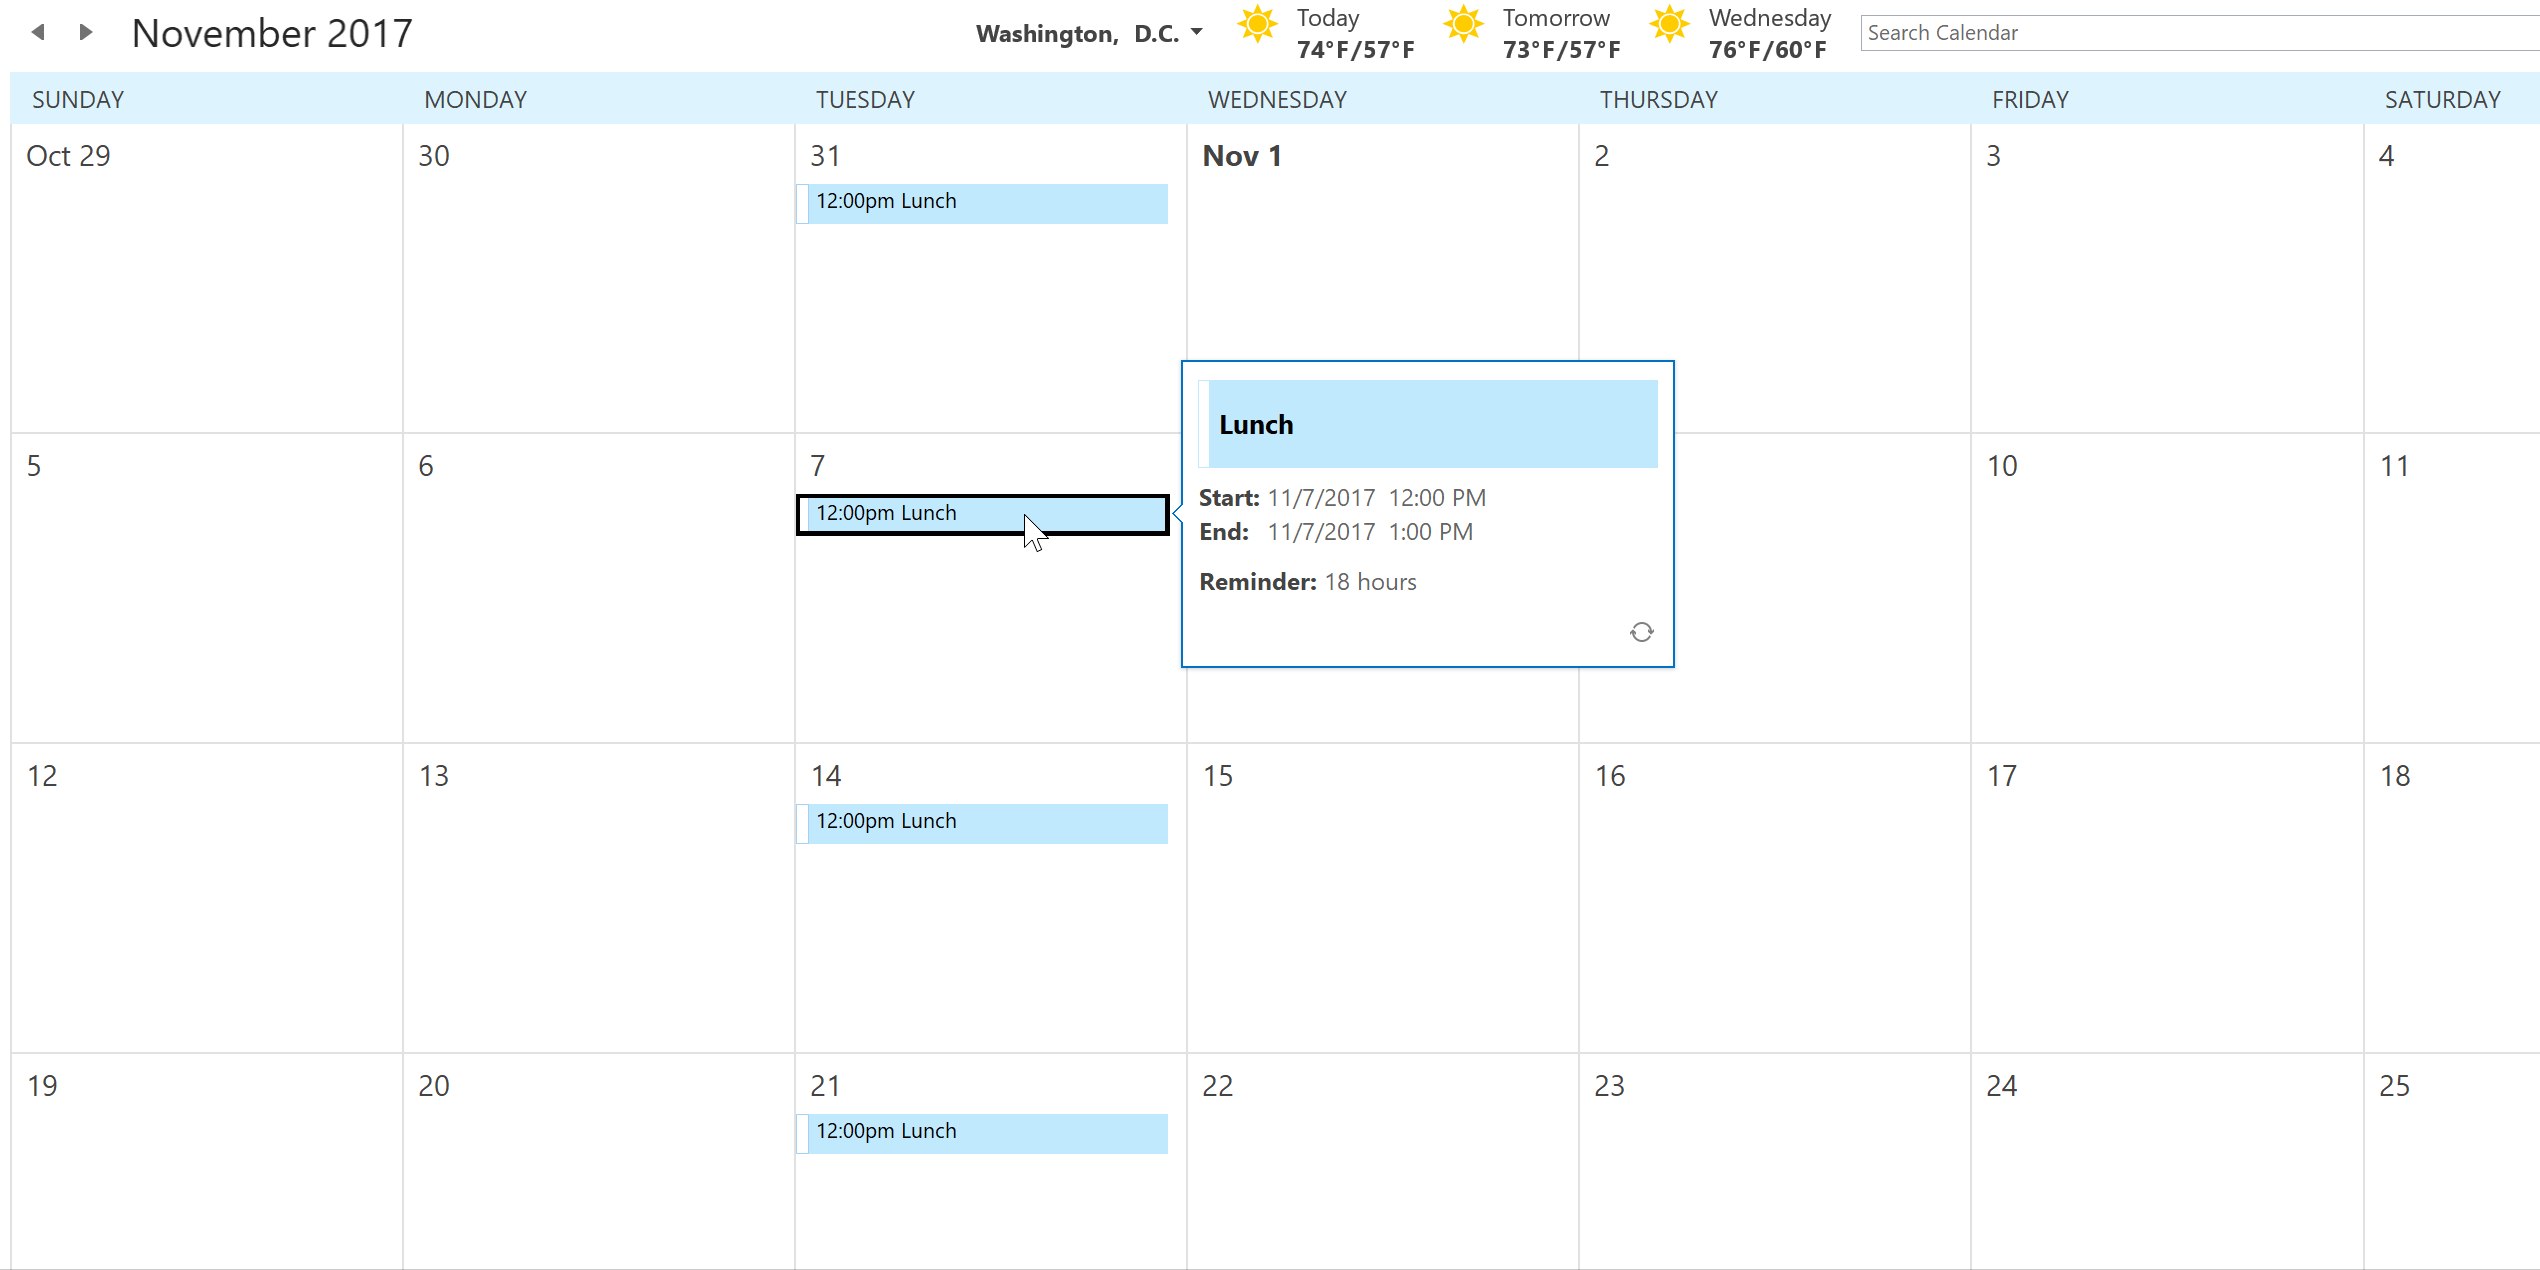 November 2017
Washington, D.C.
Today
74°F/57°F
Tomorrow
73°F/57°F
Wednesday
76°F/60°F
Search Calendar
SUNDAY MONDAY TUESDAY WEDNESDAY THURSDAY FRIDAY SATURDAY
Oct 29 30 31 Nov 1 2 3 4
12:00pm Lunch
5 6 7 10 11
12:00pm Lunch
Lunch
Start: 11/7/2017 12:00 PM
End: 11/7/2017 1:00 PM
Reminder: 18 hours
12 13 14 15 16 17 18
12:00pm Lunch
19 20 21 22 23 24 25
12:00pm Lunch